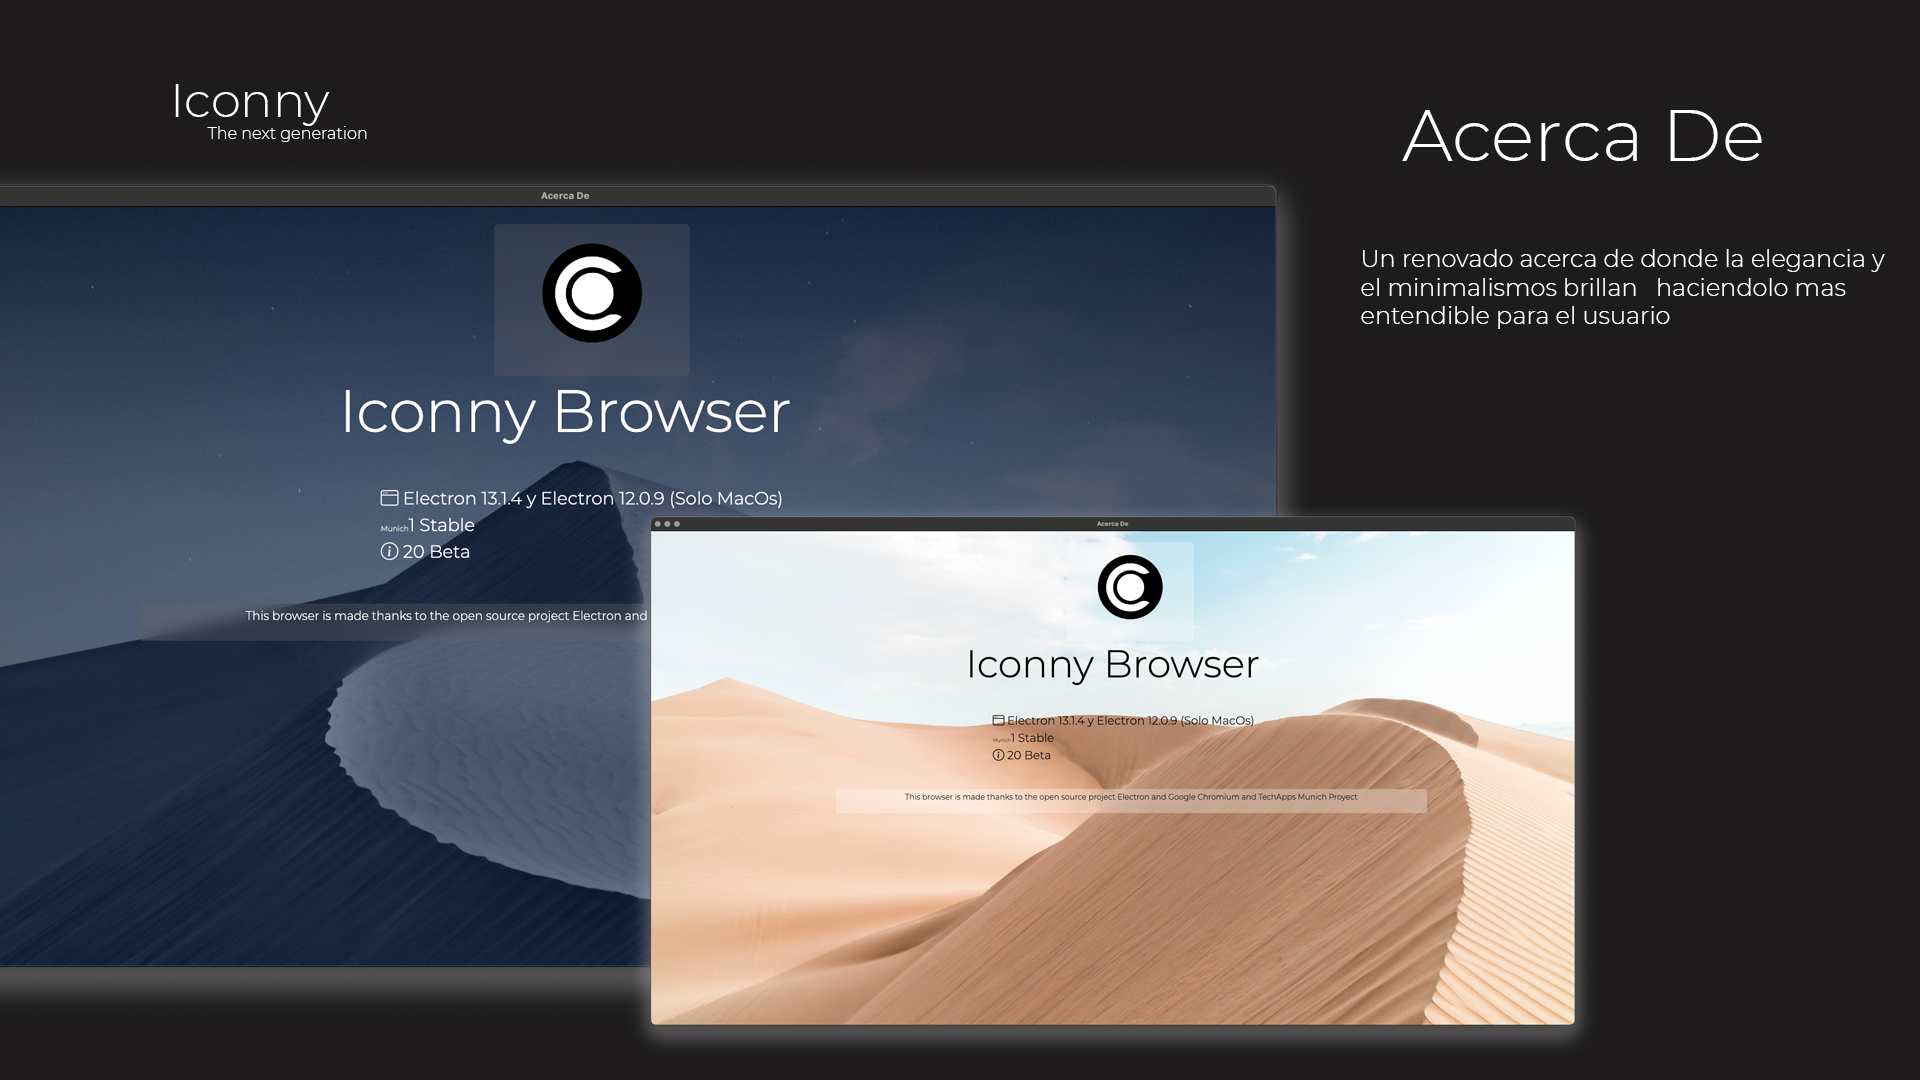 Iconny
The next generation
Acerca De
Un renovado acerca de donde la elegancia y
el minimalismos brillan haciendolo mas
entendible para el usuario
Acerca De
Iconny Browser
Electron 13.1.4 y Electron 12.0.9 (Solo MacOs)
Munich1 Stable
20 Beta
This browser is made thanks to the open source project Electron and
Acerca De
Iconny Browser
Electron 13.1.4 y Electron 12.0.9 (Solo MacOs)
Munich1 Stable
20 Beta
This browser is made thanks to the open source project Electron and Google Chromium and TechApps Munich Proyect